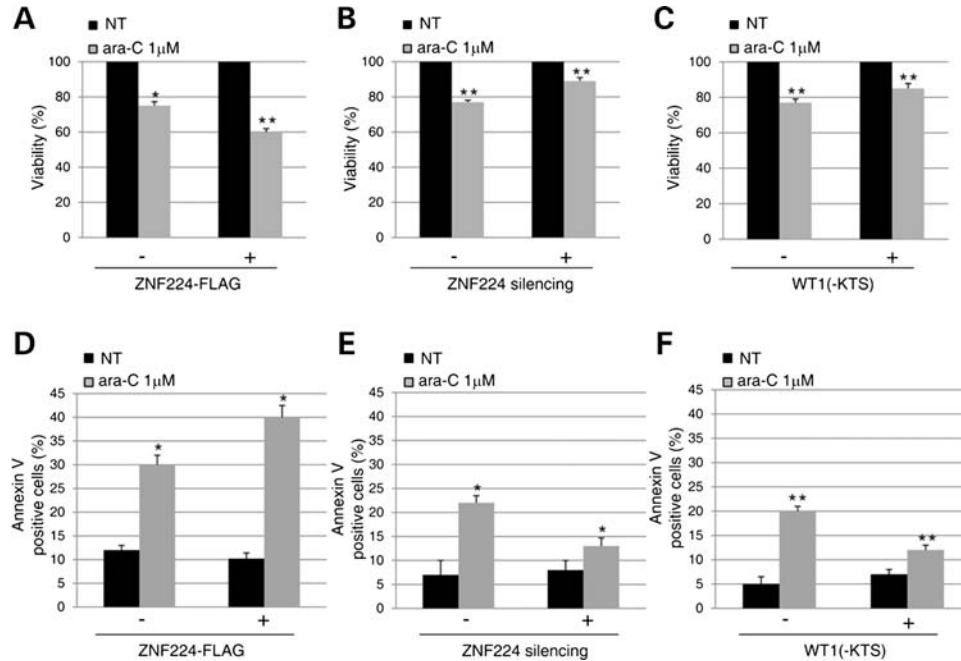 A
NT
ara-C 1μM
100
80
60
40
20
0
Viability (%)
*
**
- +
ZNF224-FLAG
B
NT
ara-C 1μM
100
80
60
40
20
0
Viability (%)
**
**
- +
ZNF224 silencing
C
NT
ara-C 1μM
100
80
60
40
20
0
Viability (%)
**
**
- +
WT1(-KTS)
D
NT
ara-C 1μM
45
40
35
30
25
20
15
10
5
0
Annexin V
positive cells (%)
*
*
- +
ZNF224-FLAG
E
NT
ara-C 1μM
45
40
35
30
25
20
15
10
5
0
Annexin V
positive cells (%)
*
*
- +
ZNF224 silencing
F
NT
ara-C 1μM
45
40
35
30
25
20
15
10
5
0
Annexin V
positive cells (%)
**
**
- +
WT1(-KTS)